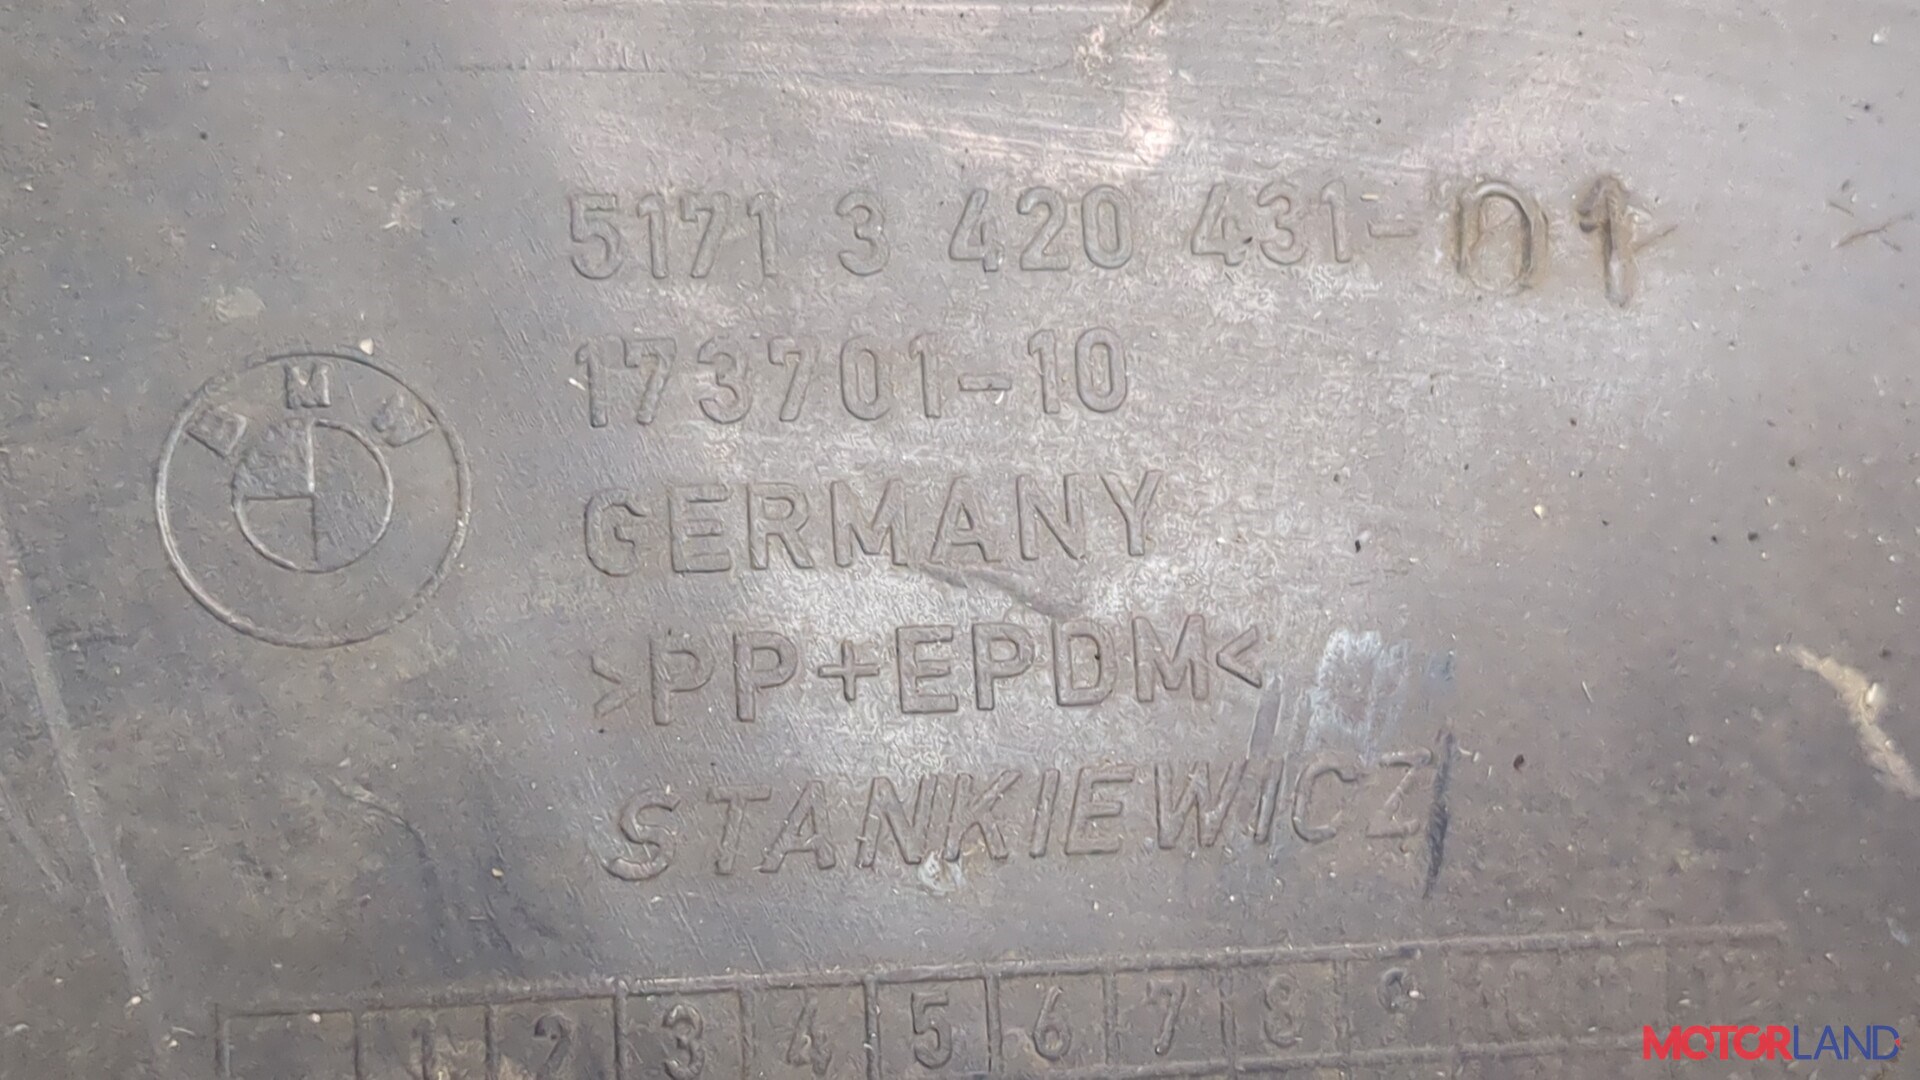 5171 3 420 431-01
173701-10
BMW
GERMANY
>PP+EPDM<
STANKIEWICZ
1 2 3 4 5 6 7 8 9
MOTORLAND